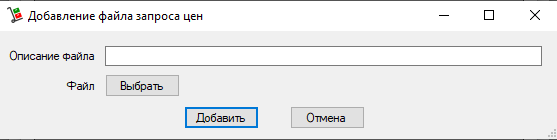 Добавление файла запроса цен
Описание файла
Файл Выбрать
Добавить Отмена